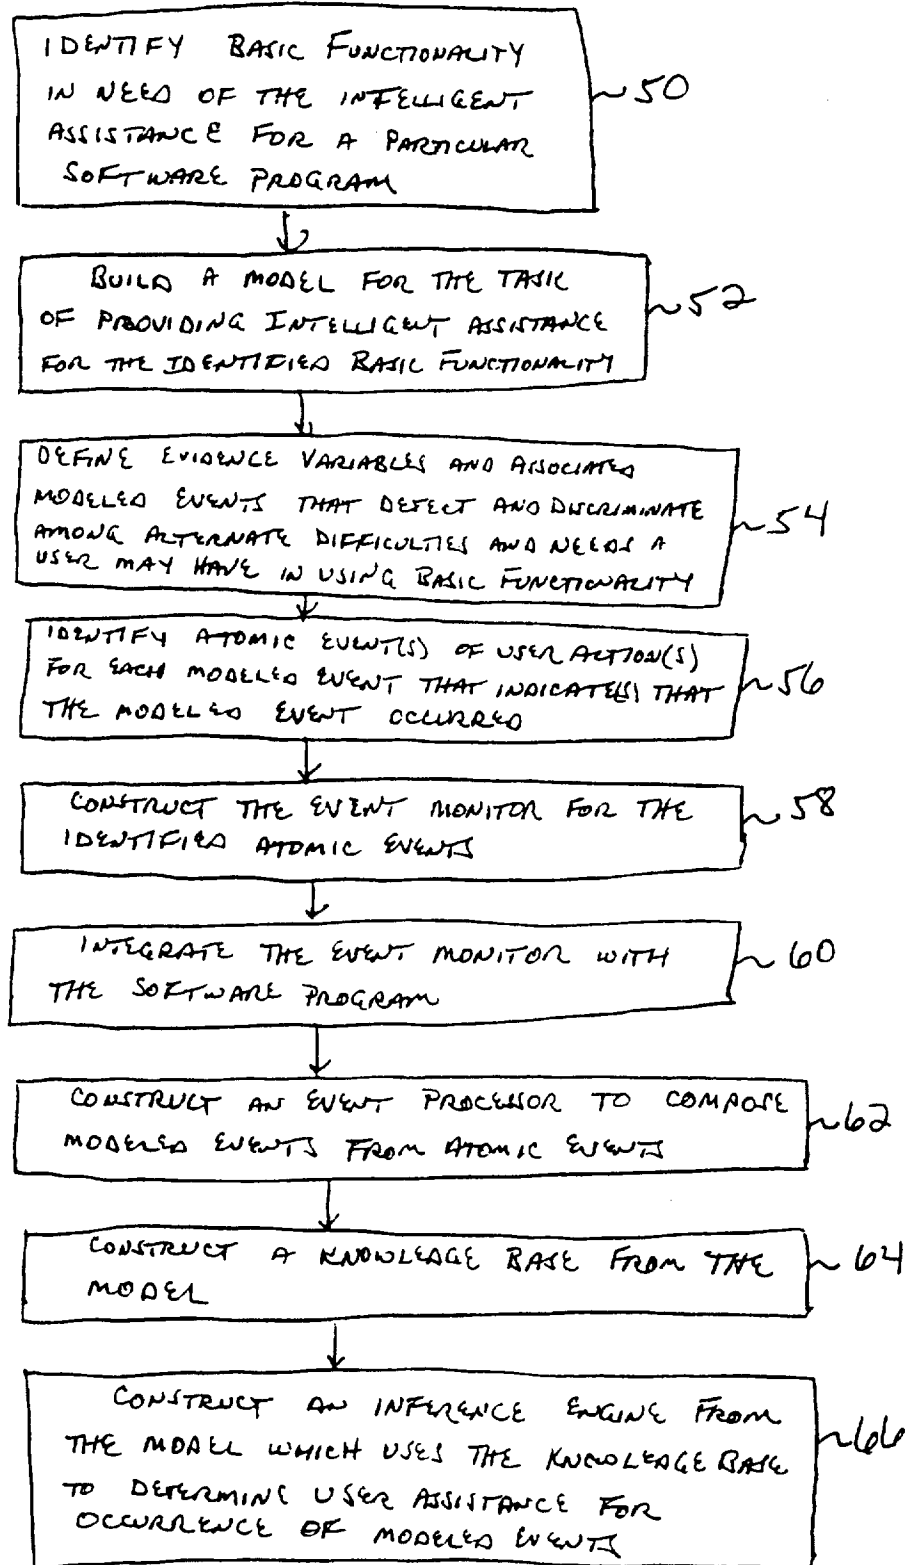 IDENTIFY BASIC FUNCTIONALITY
IN NEED OF THE INTELLIGENT
ASSISTANCE FOR A PARTICULAR
SOFTWARE PROGRAM
50
BUILD A MODEL FOR THE TASK
OF PROVIDING INTELLIGENT ASSISTANCE
FOR THE IDENTIFIED BASIC FUNCTIONALITY
52
DEFINE EVIDENCE VARIABLES AND ASSOCIATED
MODELED EVENTS THAT DETECT AND DISCRIMINATE
AMONG ALTERNATE DIFFICULTIES AND NEEDS A
USER MAY HAVE IN USING BASIC FUNCTIONALITY
54
IDENTIFY ATOMIC EVENT(S) OF USER ACTION(S)
FOR EACH MODELED EVENT THAT INDICATE(S) THAT
THE MODELED EVENT OCCURRED
56
CONSTRUCT THE EVENT MONITOR FOR THE
IDENTIFIED ATOMIC EVENTS
58
INTEGRATE THE EVENT MONITOR WITH
THE SOFTWARE PROGRAM
60
CONSTRUCT AN EVENT PROCESSOR TO COMPOSE
MODELED EVENTS FROM ATOMIC EVENTS
62
CONSTRUCT A KNOWLEDGE BASE FROM THE
MODEL
64
CONSTRUCT AN INFERENCE ENGINE FROM
THE MODEL WHICH USES THE KNOWLEDGE BASE
TO DETERMINE USER ASSISTANCE FOR
OCCURRENCE OF MODELED EVENTS
66